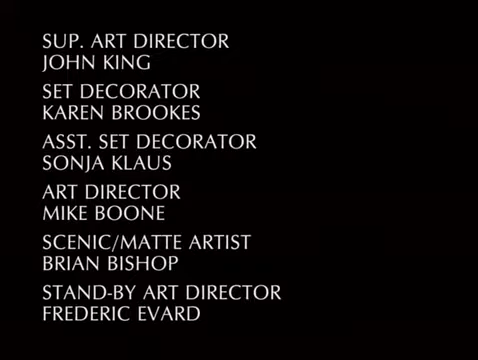 SUP. ART DIRECTOR
JOHN KING
SET DECORATOR
KAREN BROOKES
ASST. SET DECORATOR
SONJA KLAUS
ART DIRECTOR
MIKE BOONE
SCENIC/MATTE ARTIST
BRIAN BISHOP
STAND-BY ART DIRECTOR
FREDERIC EVARD